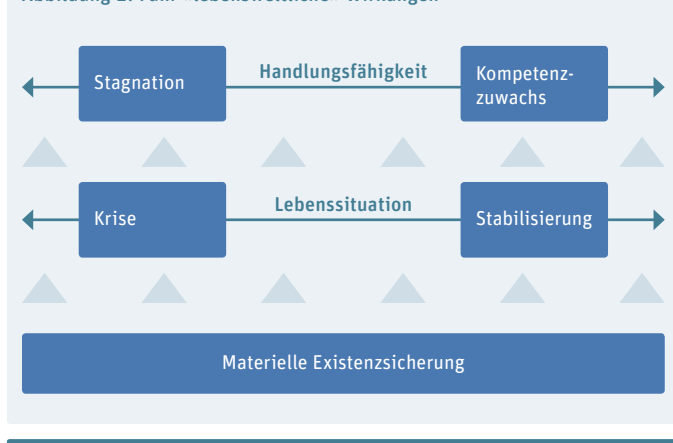 Stagnation
Handlungsfähigkeit
Kompetenz-
zuwachs
Krise
Lebenssituation
Stabilisierung
Materielle Existenzsicherung